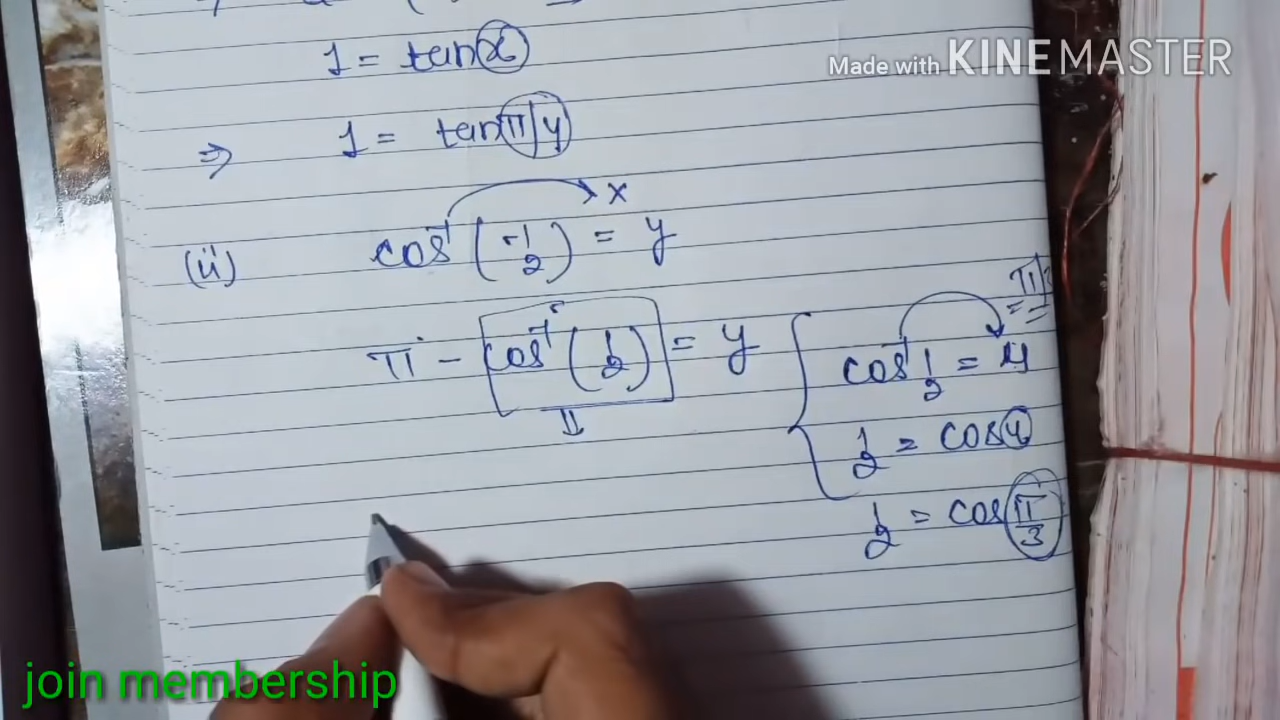 1 = tan x
Made with KINEMASTER
⇒ 1 = tan π/4
x
(ii) cos⁻¹ (-1/2) = y
π - cos⁻¹ (1/2) = y
cos⁻¹ 1/2 = y
1/2 = cos y
1/2 = cos π/3
join membership